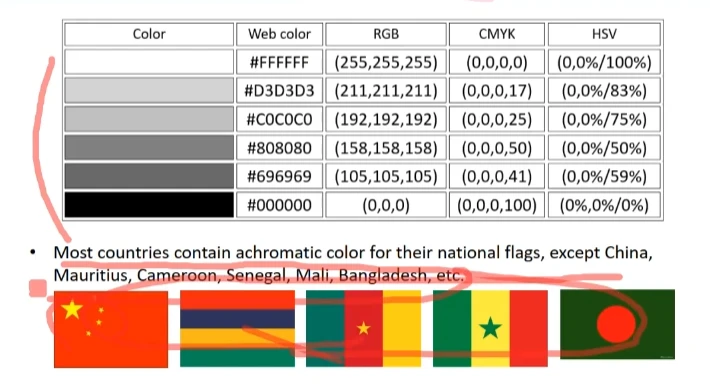 Color Web color RGB CMYK HSV
#FFFFFF (255,255,255) (0,0,0,0) (0,0%/100%)
#D3D3D3 (211,211,211) (0,0,0,17) (0,0%/83%)
#C0C0C0 (192,192,192) (0,0,0,25) (0,0%/75%)
#808080 (158,158,158) (0,0,0,50) (0,0%/50%)
#696969 (105,105,105) (0,0,0,41) (0,0%/59%)
#000000 (0,0,0) (0,0,0,100) (0%,0%/0%)
• Most countries contain achromatic color for their national flags, except China,
Mauritius, Cameroon, Senegal, Mali, Bangladesh, etc.